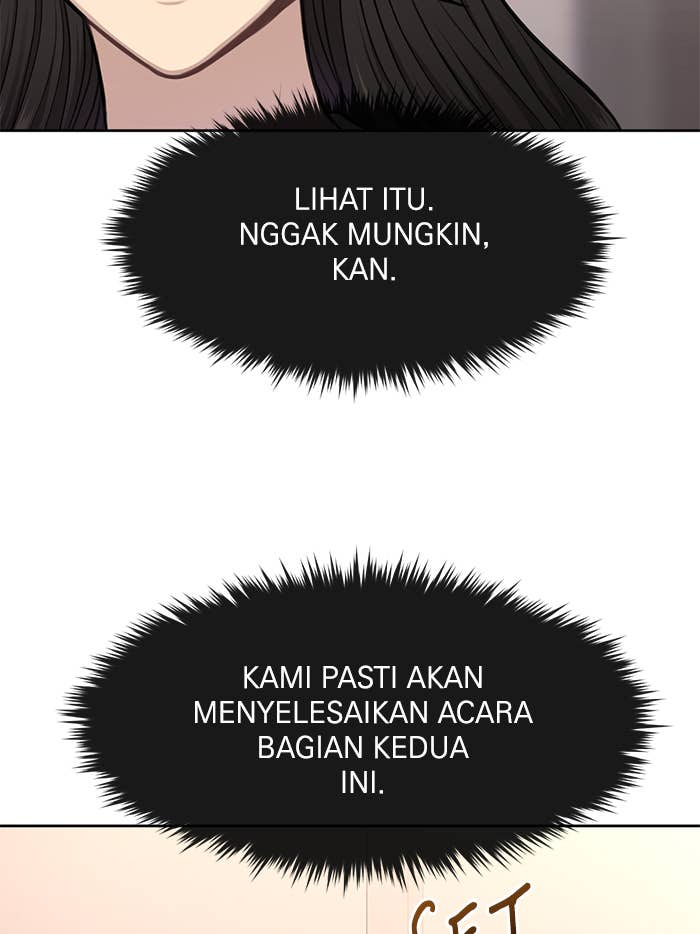 LIHAT ITU.
NGGAK MUNGKIN,
KAN.
KAMI PASTI AKAN
MENYELESAIKAN ACARA
BAGIAN KEDUA
INI.